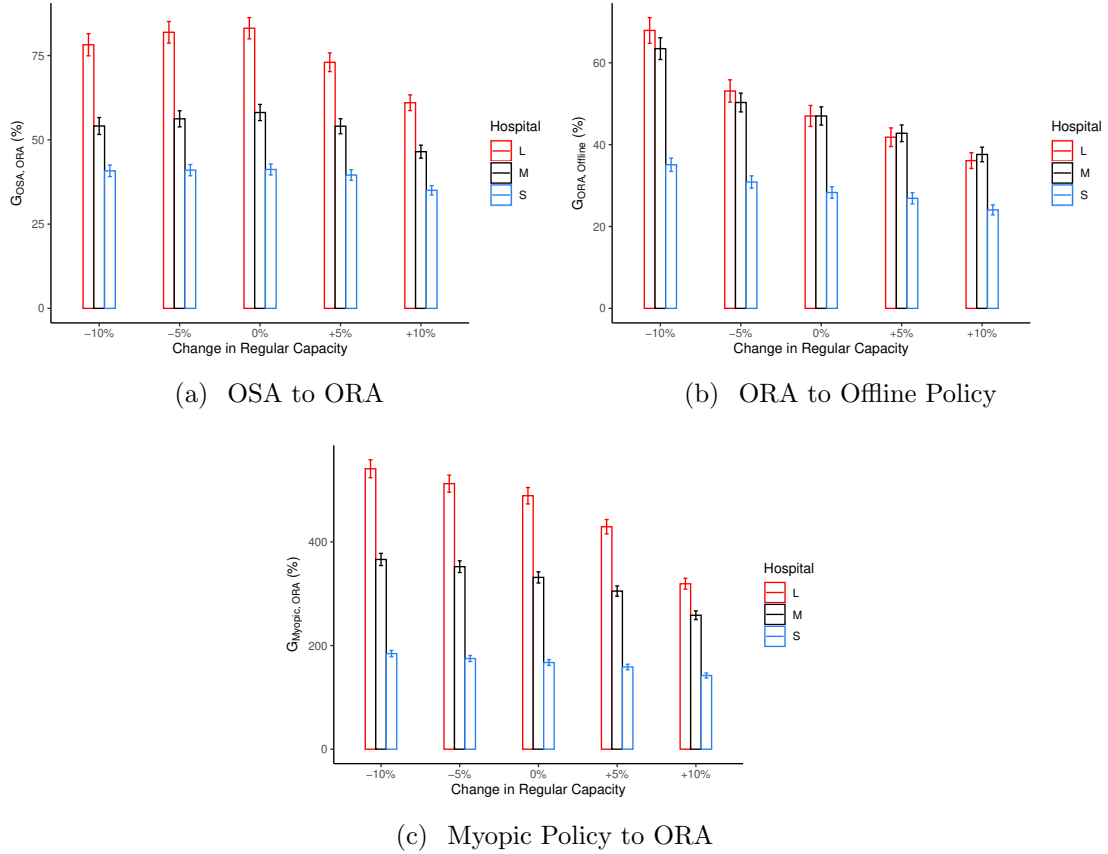 75
50
25
0
G_OSA, ORA (%)
−10% −5% 0% +5% +10%
Change in Regular Capacity
Hospital
L
M
S
(a) OSA to ORA
60
40
20
0
G_ORA, Offline (%)
−10% −5% 0% +5% +10%
Change in Regular Capacity
Hospital
L
M
S
(b) ORA to Offline Policy
400
200
0
G_Myopic, ORA (%)
−10% −5% 0% +5% +10%
Change in Regular Capacity
Hospital
L
M
S
(c) Myopic Policy to ORA